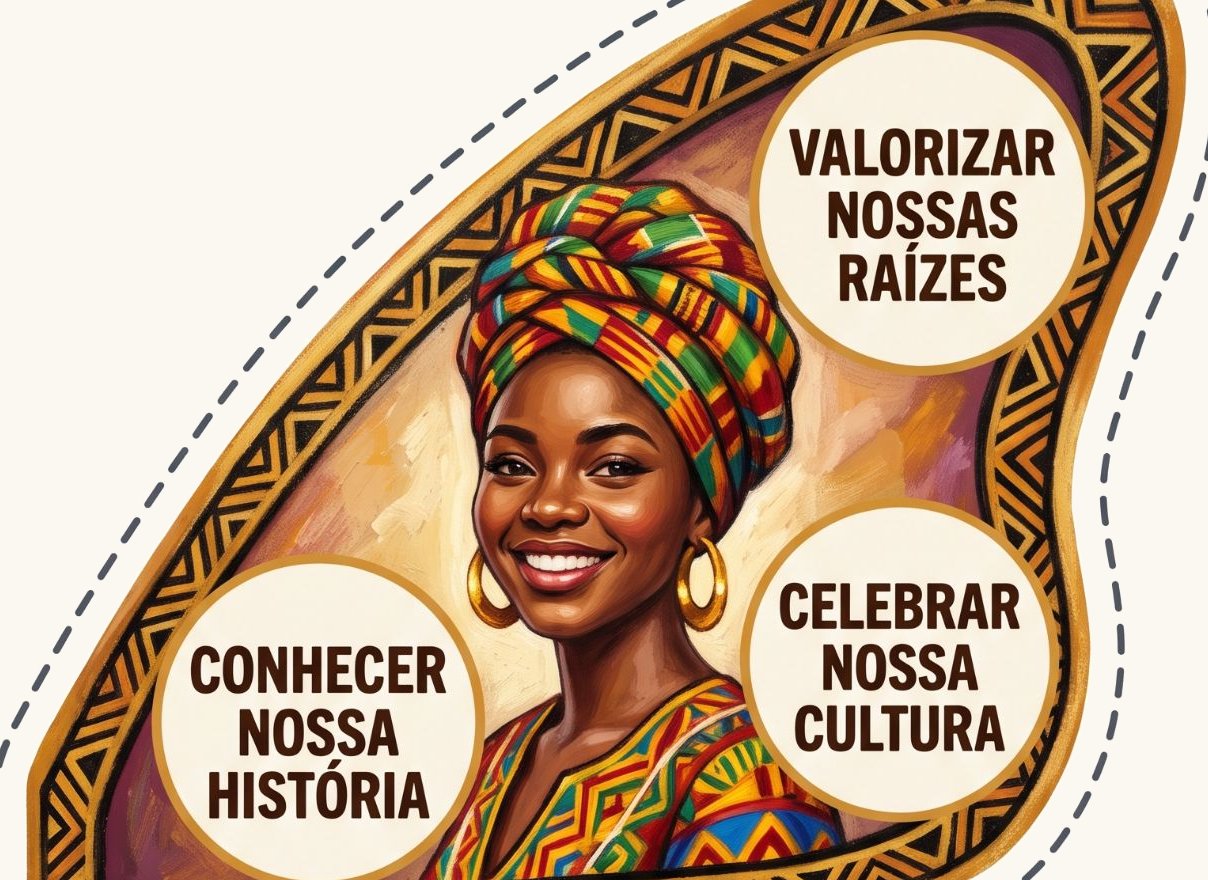 VALORIZAR
NOSSAS
RAÍZES
CONHECER
NOSSA
HISTÓRIA
CELEBRAR
NOSSA
CULTURA